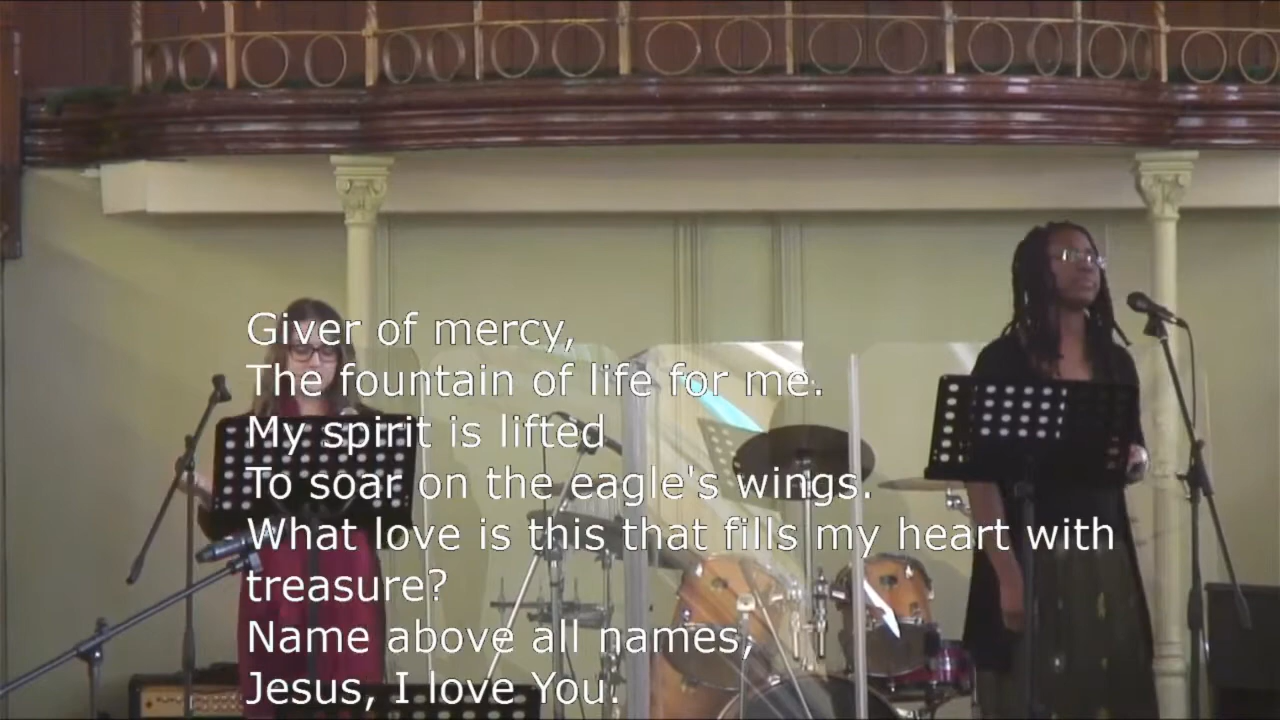 Giver of mercy,
The fountain of life for me.
My spirit is lifted
To soar on the eagle's wings.
What love is this that fills my heart with
treasure?
Name above all names,
Jesus, I love You.